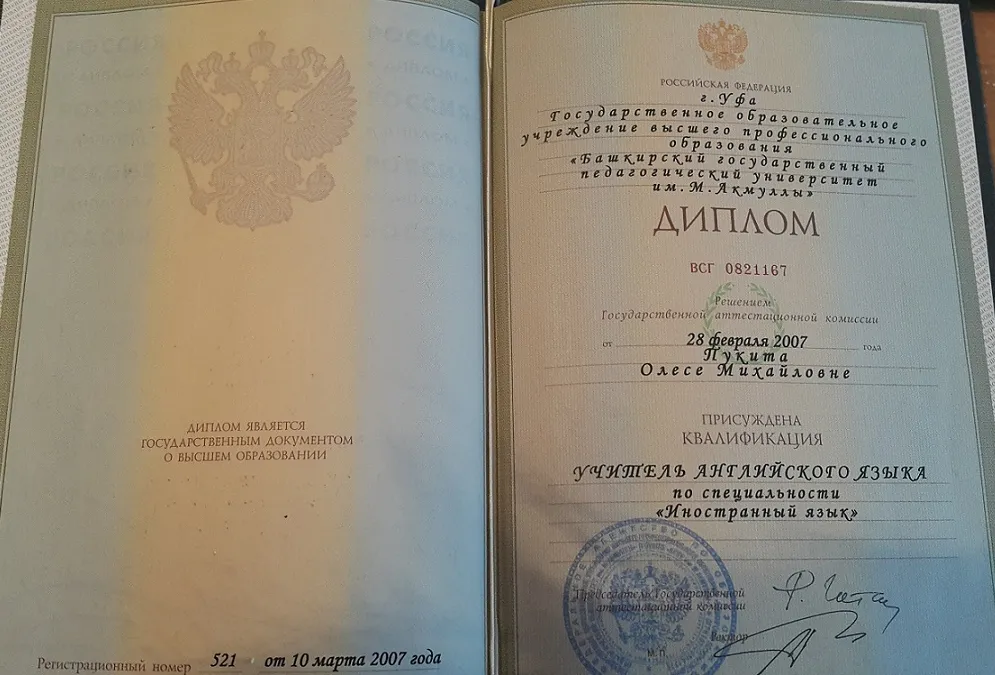 ДИПЛОМ ЯВЛЯЕТСЯ
ГОСУДАРСТВЕННЫМ ДОКУМЕНТОМ
О ВЫСШЕМ ОБРАЗОВАНИИ
Регистрационный номер 521 от 10 марта 2007 года
РОССИЙСКАЯ ФЕДЕРАЦИЯ
г. Уфа
Государственное образовательное
учреждение высшего профессионального
образования
«Башкирский государственный
педагогический университет
им. М. Акмуллы»
ДИПЛОМ
ВСГ 0821167
Решением
Государственной аттестационной комиссии
от 28 февраля 2007 года
Пукита
Олесе Михайловне
ПРИСУЖДЕНА
КВАЛИФИКАЦИЯ
УЧИТЕЛЬ АНГЛИЙСКОГО ЯЗЫКА
по специальности
«Иностранный язык»
Председатель Государственной
аттестационной комиссии
Ректор
М.П.